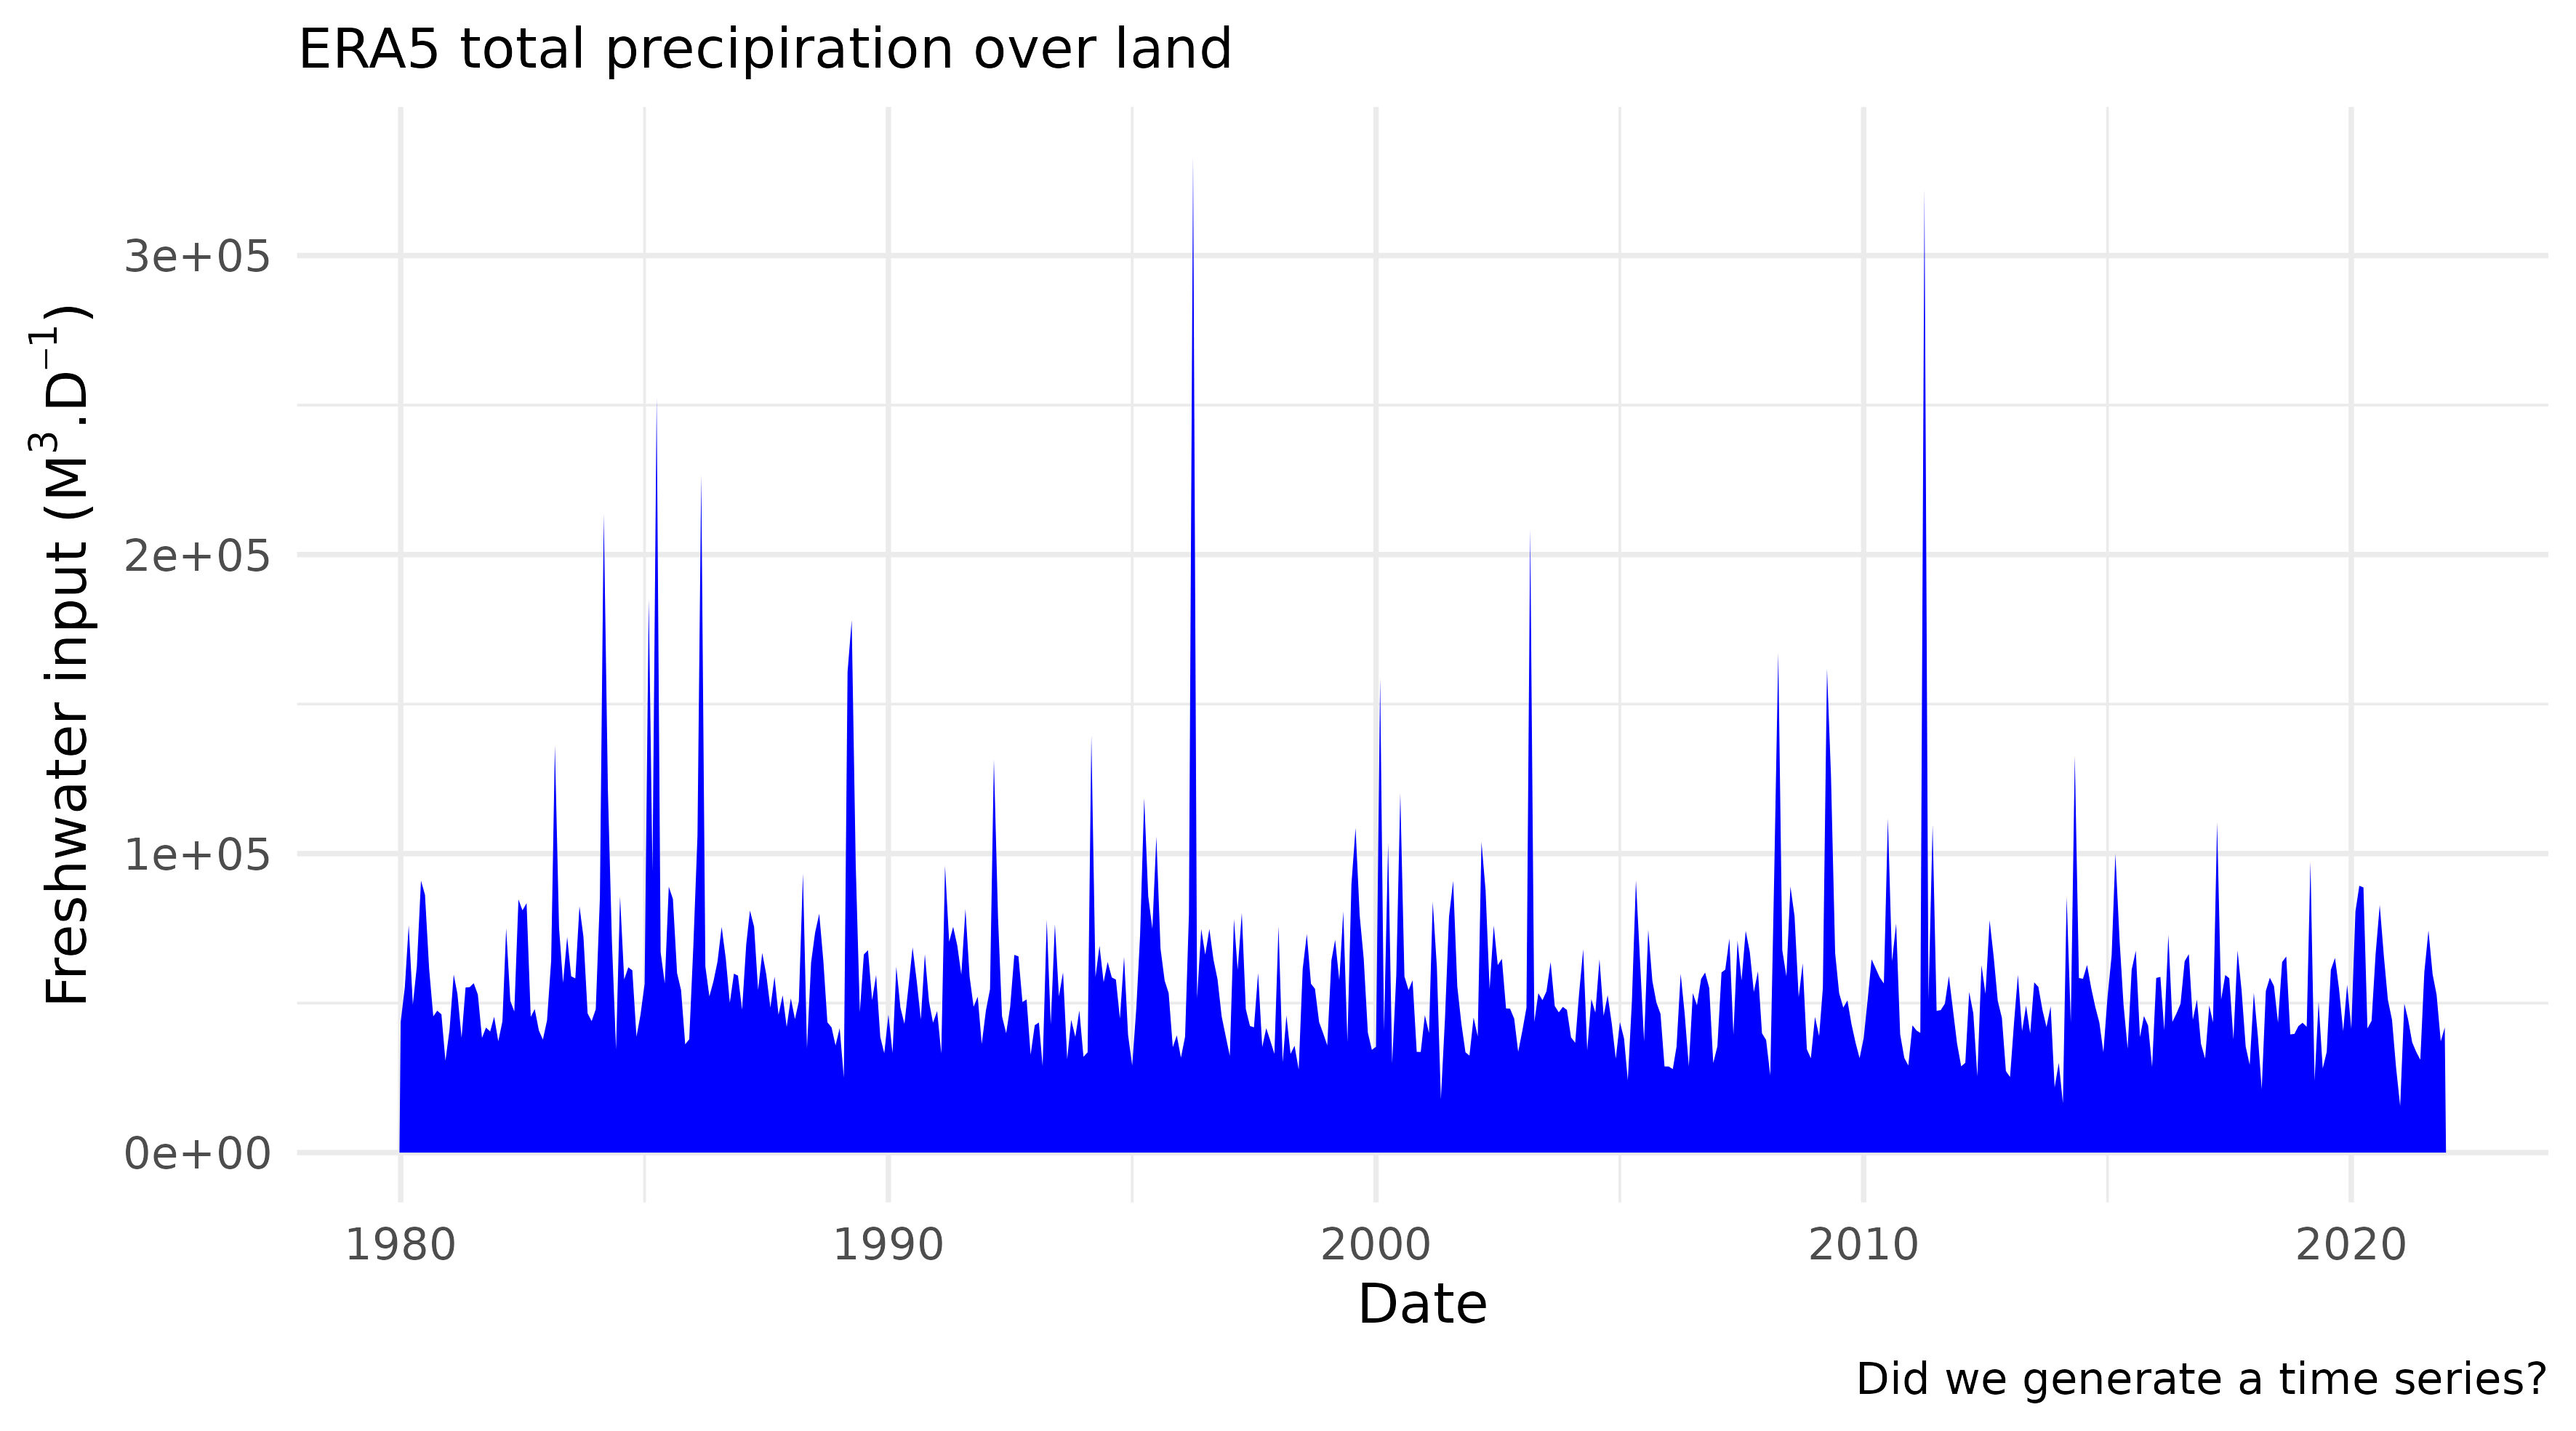 ERA5 total precipiration over land
Freshwater input (M³.D⁻¹)
3e+05
2e+05
1e+05
0e+00
1980 1990 2000 2010 2020
Date
Did we generate a time series?